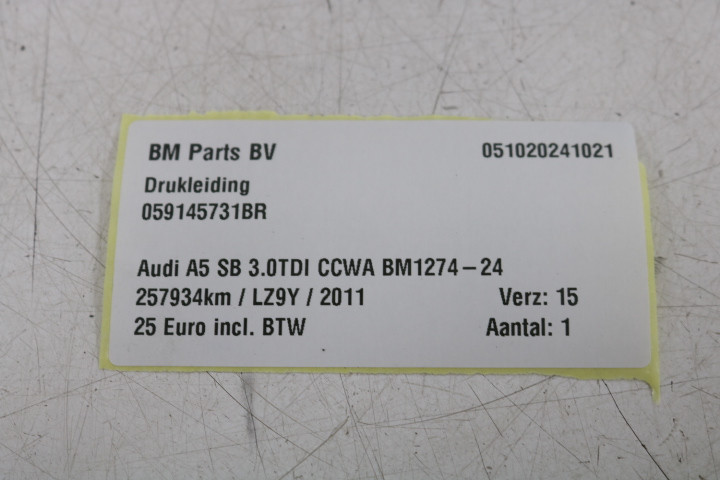 BM Parts BV 051020241021
Drukleiding
059145731BR
Audi A5 SB 3.0TDI CCWA BM1274-24
257934km / LZ9Y / 2011 Verz: 15
25 Euro incl. BTW Aantal: 1